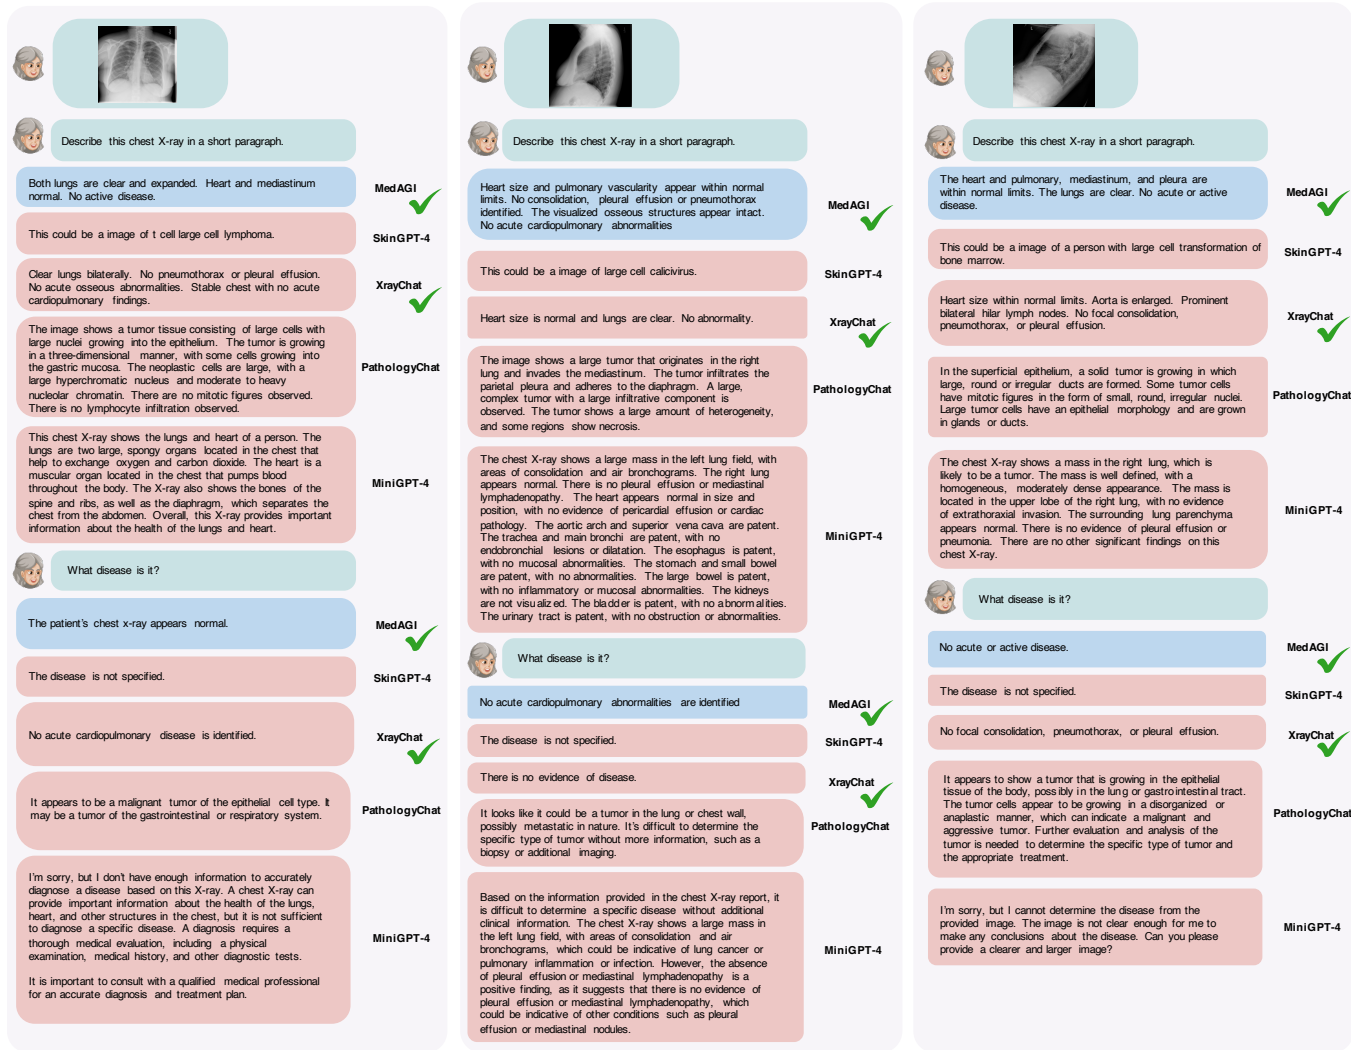 Describe this chest X-ray in a short paragraph.
Both lungs are clear and expanded. Heart and mediastinum
normal. No active disease.
MedAGI
This could be a image of t cell large cell lymphoma.
SkinGPT-4
Clear lungs bilaterally. No pneumothorax or pleural effusion.
No acute osseous abnormalities. Stable chest with no acute
cardiopulmonary findings.
XrayChat
The image shows a tumor tissue consisting of large cells with
large nuclei growing into the epithelium. The tumor is growing
in a three-dimensional manner, with some cells growing into
the gastric mucosa. The neoplastic cells are large, with a
large hyperchromatic nucleus and moderate to heavy
nucleolar chromatin. There are no mitotic figures observed.
There is no lymphocyte infiltration observed.
PathologyChat
This chest X-ray shows the lungs and heart of a person. The
lungs are two large, spongy organs located in the chest that
help to exchange oxygen and carbon dioxide. The heart is a
muscular organ located in the chest that pumps blood
throughout the body. The X-ray also shows the bones of the
spine and ribs, as well as the diaphragm, which separates the
chest from the abdomen. Overall, this X-ray provides important
information about the health of the lungs and heart.
MiniGPT-4
What disease is it?
The patient's chest x-ray appears normal.
MedAGI
The disease is not specified.
SkinGPT-4
No acute cardiopulmonary disease is identified.
XrayChat
It appears to be a malignant tumor of the epithelial cell type. It
may be a tumor of the gastrointestinal or respiratory system.
PathologyChat
I'm sorry, but I don't have enough information to accurately
diagnose a disease based on this X-ray. A chest X-ray can
provide important information about the health of the lungs,
heart, and other structures in the chest, but it is not sufficient
to diagnose a specific disease. A diagnosis requires a
thorough medical evaluation, including a physical
examination, medical history, and other diagnostic tests.
It is important to consult with a qualified medical professional
for an accurate diagnosis and treatment plan.
MiniGPT-4
Describe this chest X-ray in a short paragraph.
Heart size and pulmonary vascularity appear within normal
limits. No consolidation, pleural effusion or pneumothorax
identified. The visualized osseous structures appear intact.
No acute cardiopulmonary abnormalities
MedAGI
This could be a image of large cell calicivirus.
SkinGPT-4
Heart size is normal and lungs are clear. No abnormality.
XrayChat
The image shows a large tumor that originates in the right
lung and invades the mediastinum. The tumor infiltrates the
parietal pleura and adheres to the diaphragm. A large,
complex tumor with a large infiltrative component is
observed. The tumor shows a large amount of heterogeneity,
and some regions show necrosis.
PathologyChat
The chest X-ray shows a large mass in the left lung field, with
areas of consolidation and air bronchograms. The right lung
appears normal. There is no pleural effusion or mediastinal
lymphadenopathy. The heart appears normal in size and
position, with no evidence of pericardial effusion or cardiac
pathology. The aortic arch and superior vena cava are patent.
The trachea and main bronchi are patent, with no
endobronchial lesions or dilatation. The esophagus is patent,
with no mucosal abnormalities. The stomach and small bowel
are patent, with no abnormalities. The large bowel is patent,
with no inflammatory or mucosal abnormalities. The kidneys
are not visualized. The bladder is patent, with no abnormalities.
The urinary tract is patent, with no obstruction or abnormalities.
MiniGPT-4
What disease is it?
No acute cardiopulmonary abnormalities are identified
MedAGI
The disease is not specified.
SkinGPT-4
There is no evidence of disease.
XrayChat
It looks like it could be a tumor in the lung or chest wall,
possibly metastatic in nature. It's difficult to determine the
specific type of tumor without more information, such as a
biopsy or additional imaging.
PathologyChat
Based on the information provided in the chest X-ray report, it
is difficult to determine a specific disease without additional
clinical information. The chest X-ray shows a large mass in
the left lung field, with areas of consolidation and air
bronchograms, which could be indicative of lung cancer or
pulmonary inflammation or infection. However, the absence
of pleural effusion or mediastinal lymphadenopathy is a
positive finding, as it suggests that there is no evidence of
pleural effusion or mediastinal lymphadenopathy, which
could be indicative of other conditions such as pleural
effusion or mediastinal nodules.
MiniGPT-4
Describe this chest X-ray in a short paragraph.
The heart and pulmonary, mediastinum, and pleura are
within normal limits. The lungs are clear. No acute or active
disease.
MedAGI
This could be a image of a person with large cell transformation of
bone marrow.
SkinGPT-4
Heart size within normal limits. Aorta is enlarged. Prominent
bilateral hilar lymph nodes. No focal consolidation,
pneumothorax, or pleural effusion.
XrayChat
In the superficial epithelium, a solid tumor is growing in which
large, round or irregular ducts are formed. Some tumor cells
have mitotic figures in the form of small, round, irregular nuclei.
Large tumor cells have an epithelial morphology and are grown
in glands or ducts.
PathologyChat
The chest X-ray shows a mass in the right lung, which is
likely to be a tumor. The mass is well defined, with a
homogeneous, moderately dense appearance. The mass is
located in the upper lobe of the right lung, with no evidence
of extrathoraxial invasion. The surrounding lung parenchyma
appears normal. There is no evidence of pleural effusion or
pneumonia. There are no other significant findings on this
chest X-ray.
MiniGPT-4
What disease is it?
No acute or active disease.
MedAGI
The disease is not specified.
SkinGPT-4
No focal consolidation, pneumothorax, or pleural effusion.
XrayChat
It appears to show a tumor that is growing in the epithelial
tissue of the body, possibly in the lung or gastrointestinal tract.
The tumor cells appear to be growing in a disorganized or
anaplastic manner, which can indicate a malignant and
aggressive tumor. Further evaluation and analysis of the
tumor is needed to determine the specific type of tumor and
the appropriate treatment.
PathologyChat
I'm sorry, but I cannot determine the disease from the
provided image. The image is not clear enough for me to
make any conclusions about the disease. Can you please
provide a clearer and larger image?
MiniGPT-4